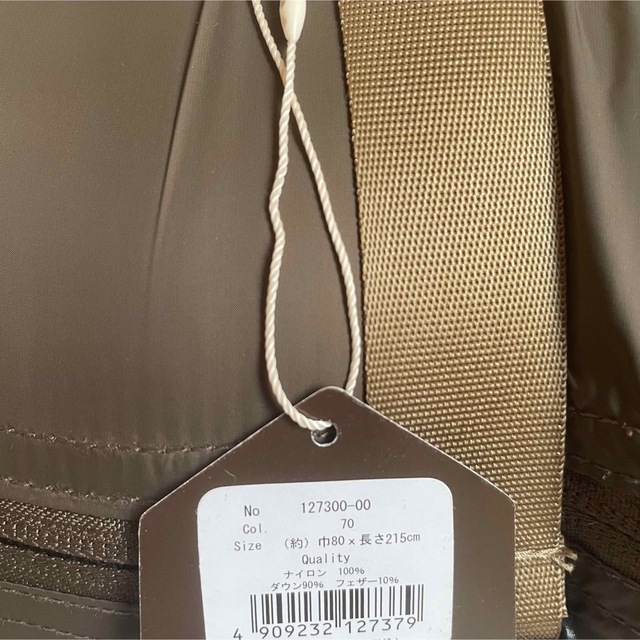 No 127300-00
Col. 70
Size (約) 巾80 x 長さ215cm
Quality
ナイロン 100%
ダウン90% フェザー10%
4 909232 127379